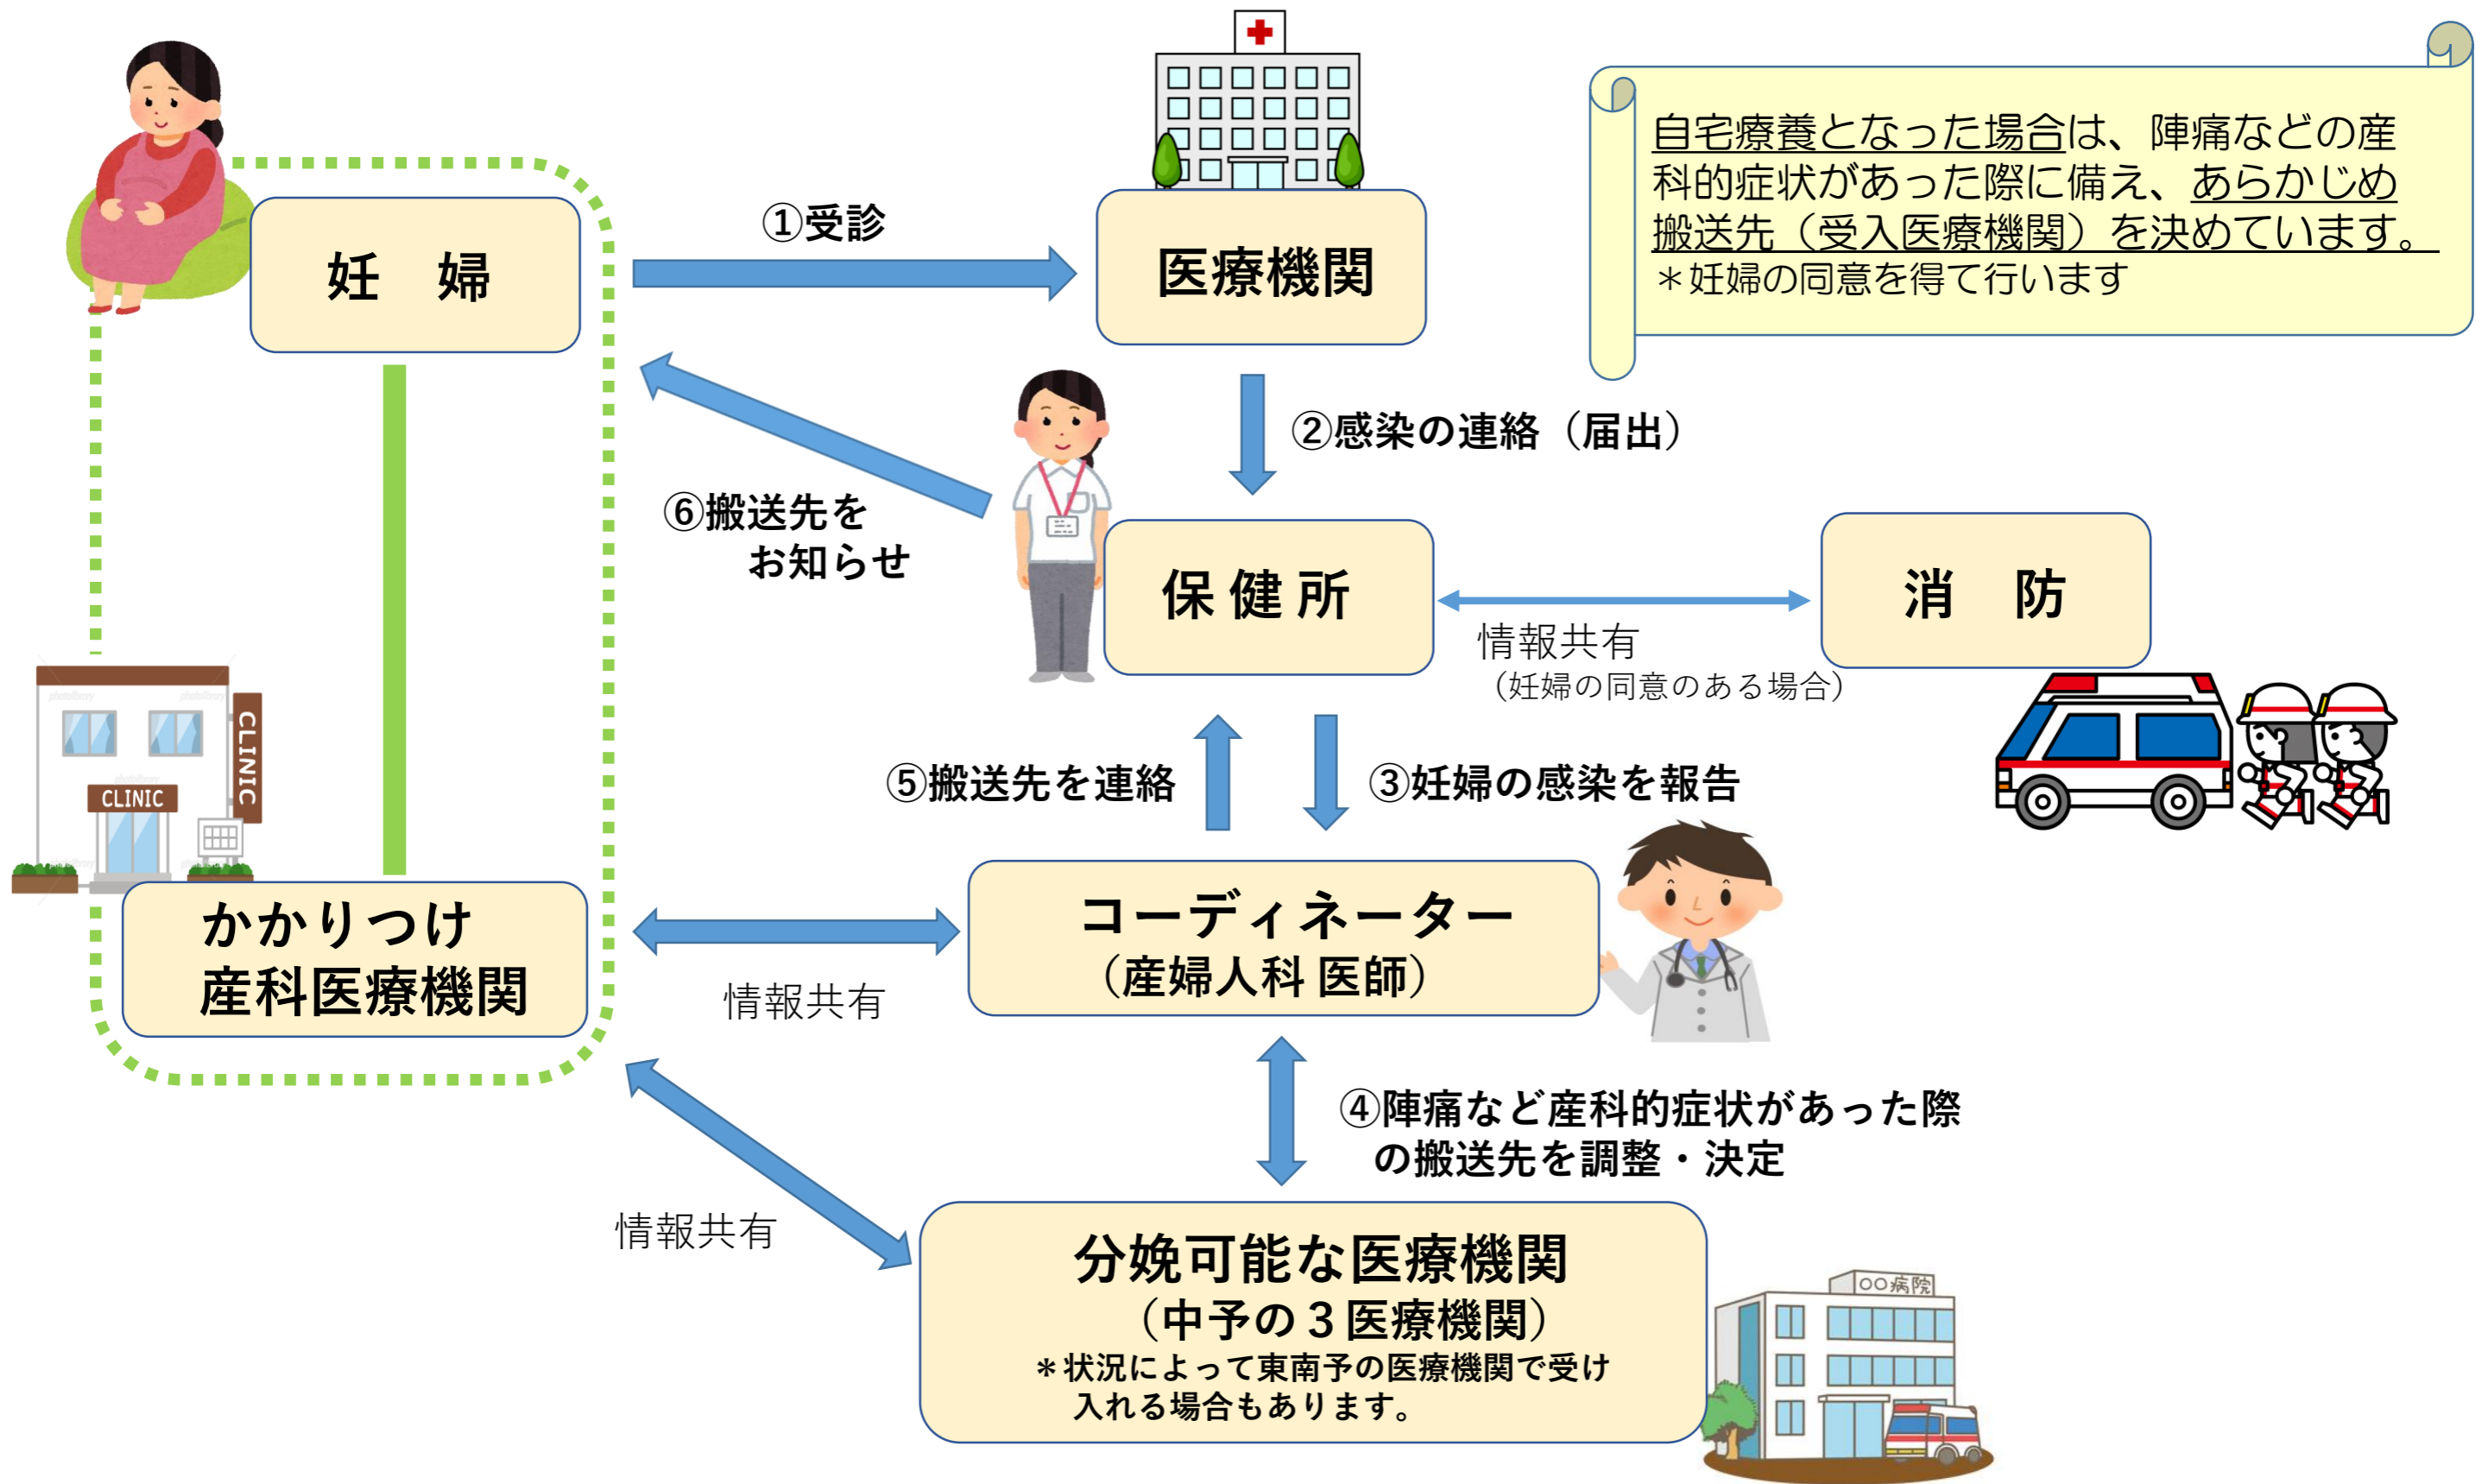 自宅療養となった場合は、陣痛などの産
科的症状があった際に備え、あらかじめ
搬送先（受入医療機関）を決めています。
＊妊婦の同意を得て行います
妊　婦
①受診
医療機関
②感染の連絡（届出）
⑥搬送先を
お知らせ
保健所
消　防
情報共有
（妊婦の同意のある場合）
photolibrary
photolibrary
photolibrary
photolibrary
photolibrary
CLINIC
CLINIC
⑤搬送先を連絡
③妊婦の感染を報告
かかりつけ
産科医療機関
コーディネーター
（産婦人科 医師）
情報共有
④陣痛など産科的症状があった際
の搬送先を調整・決定
情報共有
分娩可能な医療機関
（中予の３医療機関）
＊状況によって東南予の医療機関で受け
入れる場合もあります。
○○病院